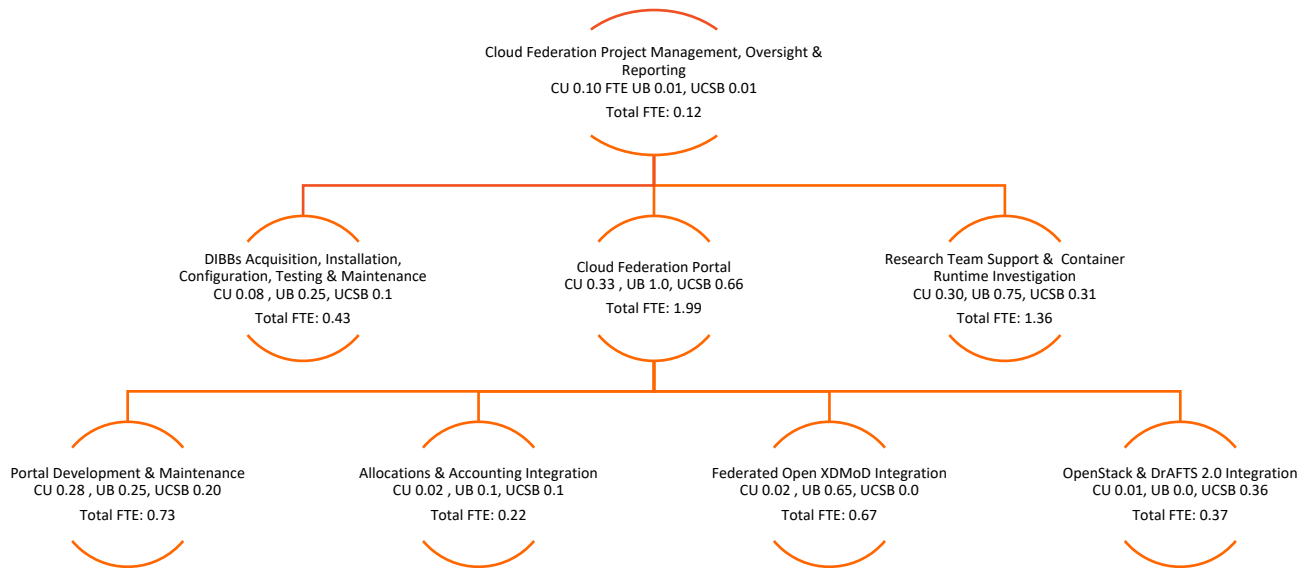 Cloud Federation Project Management, Oversight &
Reporting
CU 0.10 FTE UB 0.01, UCSB 0.01
Total FTE: 0.12
DIBBs Acquisition, Installation,
Configuration, Testing & Maintenance
CU 0.08 , UB 0.25, UCSB 0.1
Total FTE: 0.43
Cloud Federation Portal
CU 0.33 , UB 1.0, UCSB 0.66
Total FTE: 1.99
Research Team Support & Container
Runtime Investigation
CU 0.30, UB 0.75, UCSB 0.31
Total FTE: 1.36
Portal Development & Maintenance
CU 0.28 , UB 0.25, UCSB 0.20
Total FTE: 0.73
Allocations & Accounting Integration
CU 0.02 , UB 0.1, UCSB 0.1
Total FTE: 0.22
Federated Open XDMoD Integration
CU 0.02 , UB 0.65, UCSB 0.0
Total FTE: 0.67
OpenStack & DrAFTS 2.0 Integration
CU 0.01, UB 0.0, UCSB 0.36
Total FTE: 0.37